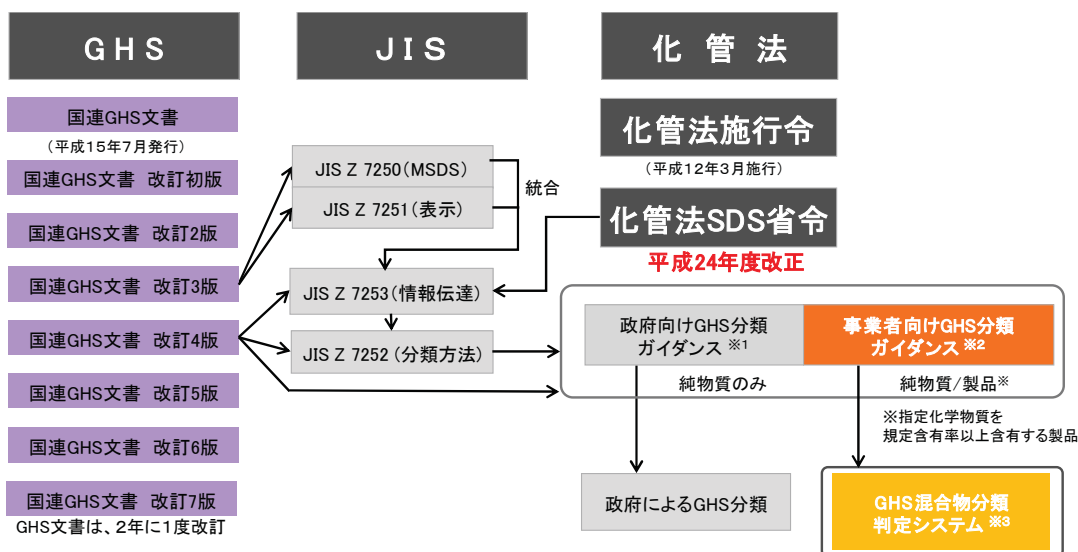 GHS
国連GHS文書
（平成15年7月発行）
国連GHS文書 改訂初版
国連GHS文書 改訂2版
国連GHS文書 改訂3版
国連GHS文書 改訂4版
国連GHS文書 改訂5版
国連GHS文書 改訂6版
国連GHS文書 改訂7版
GHS文書は、2年に1度改訂
JIS
JIS Z 7250（MSDS）
JIS Z 7251（表示）
統合
JIS Z 7253（情報伝達）
JIS Z 7252（分類方法）
化管法
化管法施行令
（平成12年3月施行）
化管法SDS省令
平成24年度改正
政府向けGHS分類
ガイダンス ※1
事業者向けGHS分類
ガイダンス ※2
純物質のみ
純物質/製品※
※指定化学物質を
規定含有率以上含有する製品
政府によるGHS分類
GHS混合物分類
判定システム ※3